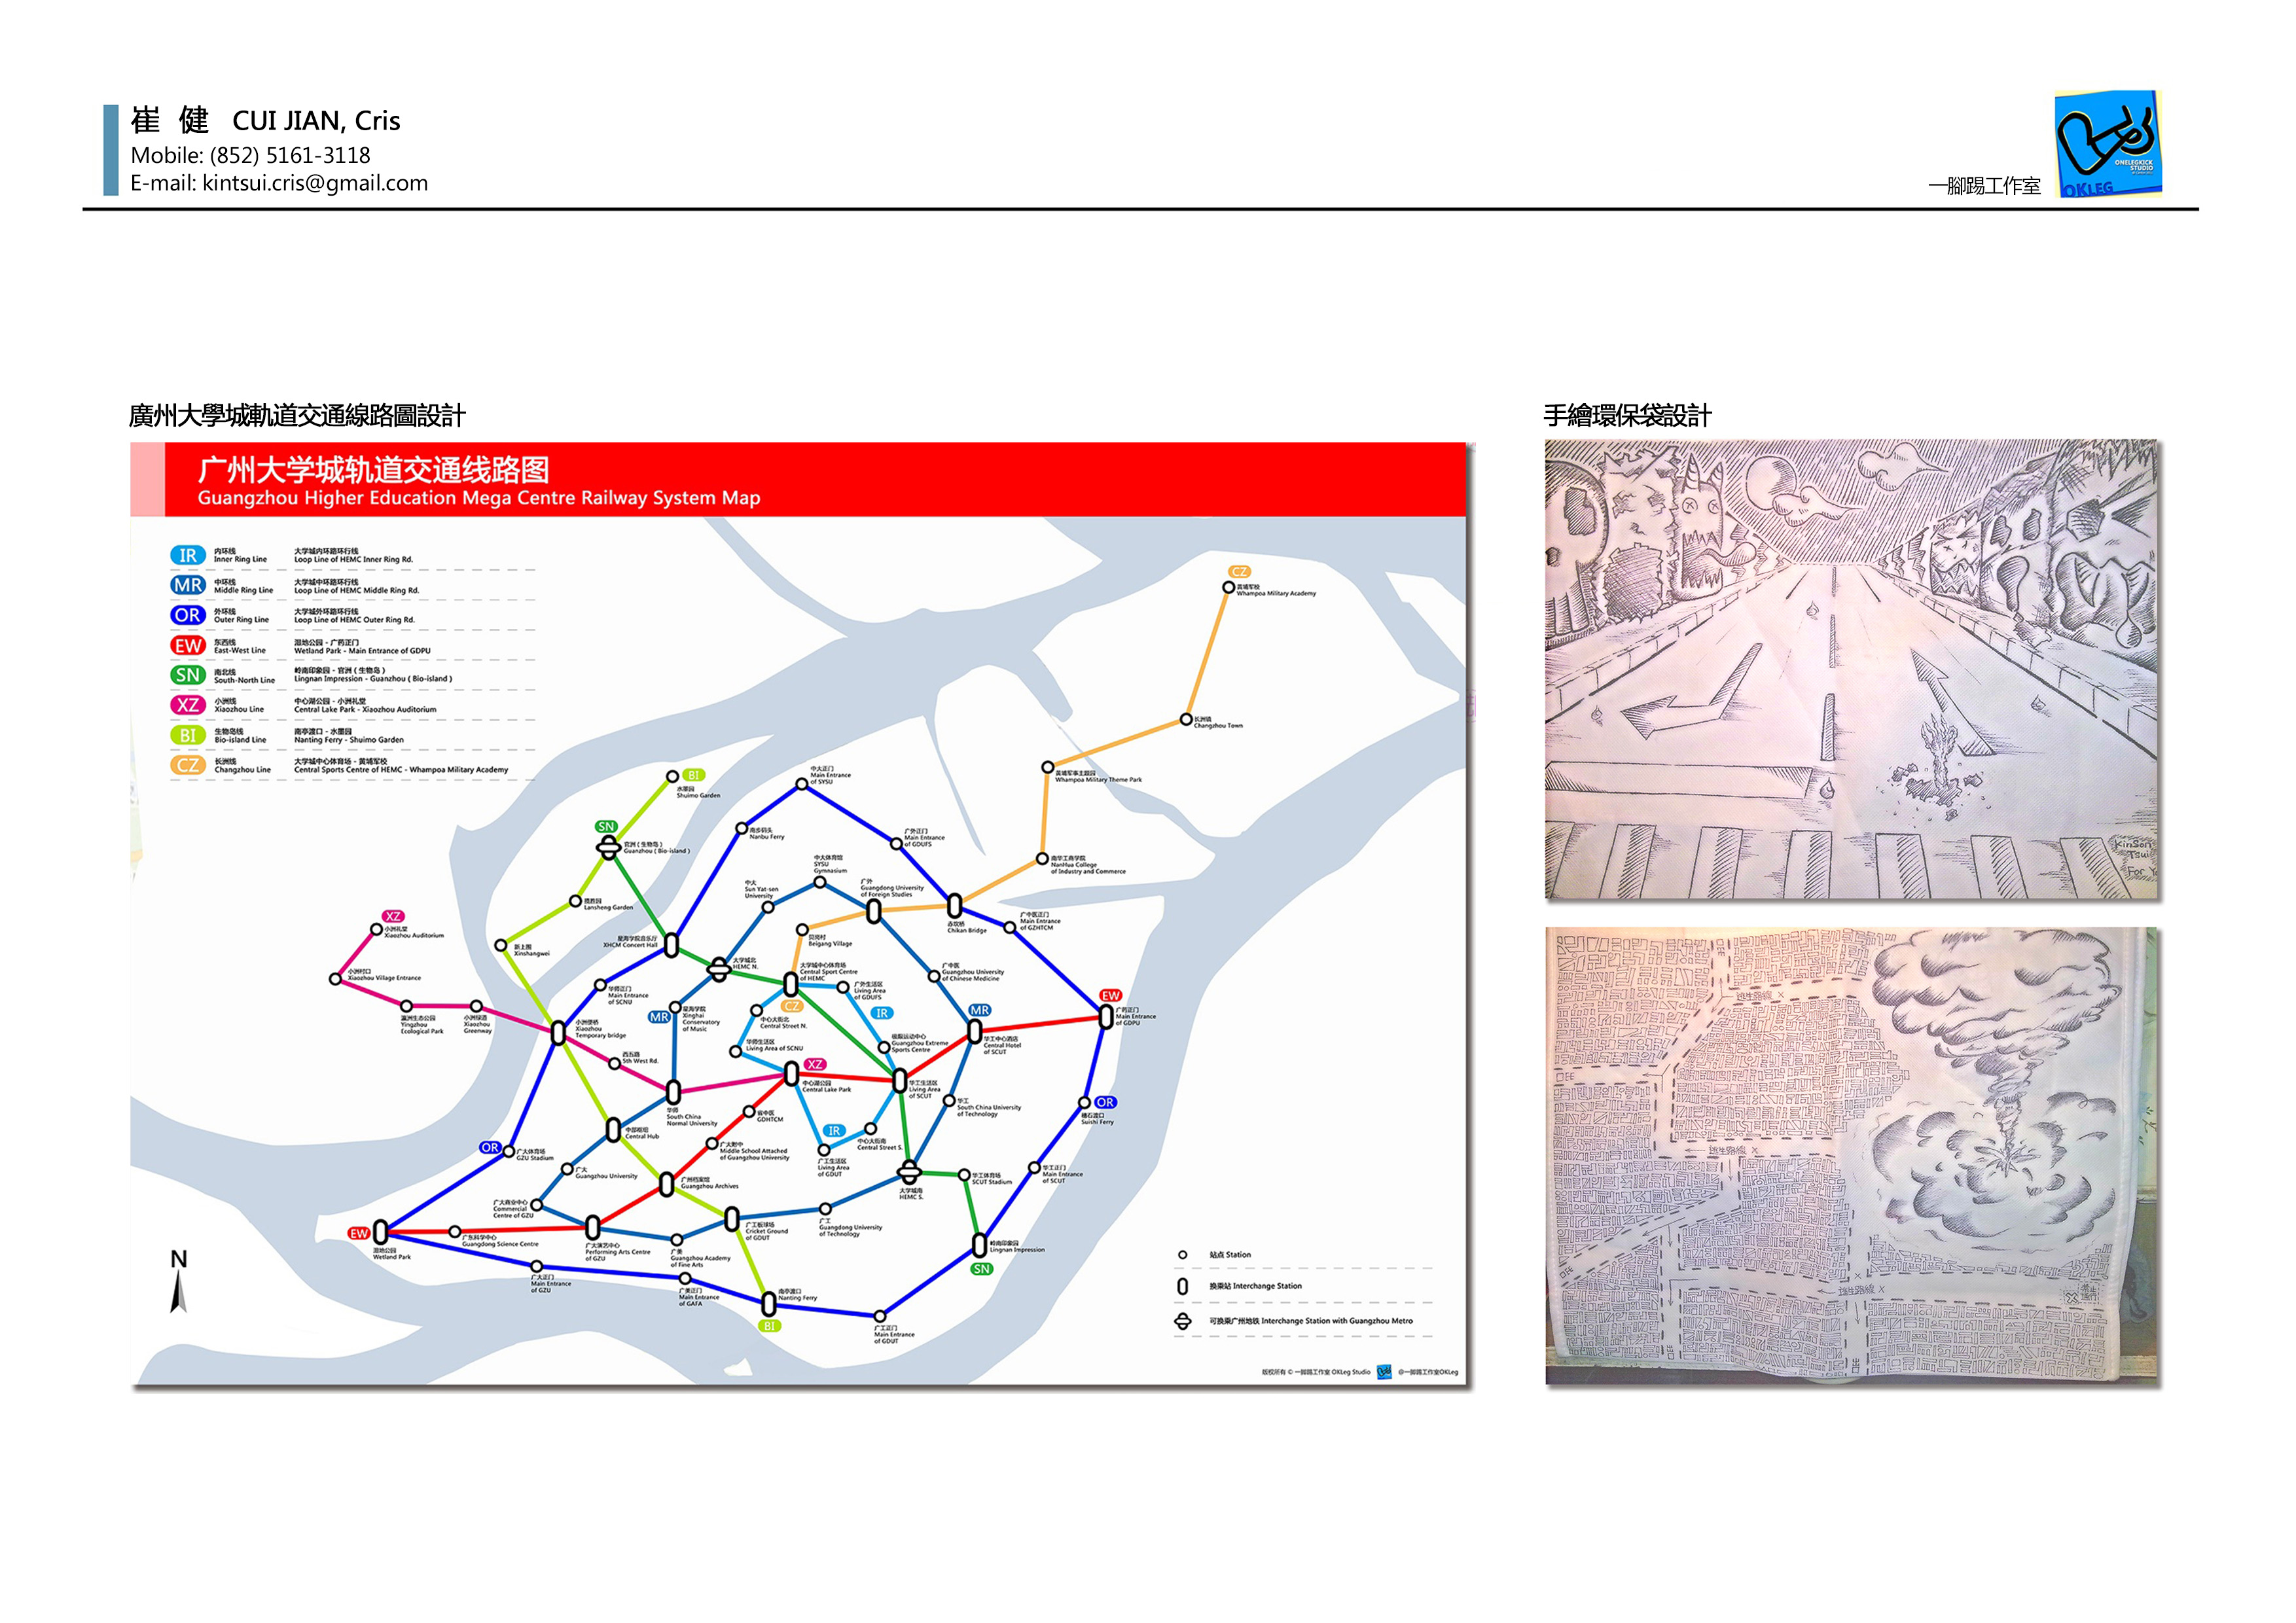 崔 健 CUI JIAN, Cris
Mobile: (852) 5161-3118
E-mail: kintsui.cris@gmail.com
一腳踢工作室
ONELEGKICK
STUDIO
OKLEG
廣州大學城軌道交通線路圖設計
广州大学城轨道交通线路图
Guangzhou Higher Education Mega Centre Railway System Map
IR 内环线 大学城内环路环行线
Inner Ring Line Loop Line of HEMC Inner Ring Rd.
MR 中环线 大学城中环路环行线
Middle Ring Line Loop Line of HEMC Middle Ring Rd.
OR 外环线 大学城外环路环行线
Outer Ring Line Loop Line of HEMC Outer Ring Rd.
EW 东西线 湿地公园 - 广药正门
East-West Line Wetland Park - Main Entrance of GDPU
SN 南北线 岭南印象园 - 官洲 ( 生物岛 )
South-North Line Lingnan Impression - Guanzhou ( Bio-island )
XZ 小洲线 中心湖公园 - 小洲礼堂
Xiaozhou Line Central Lake Park - Xiaozhou Auditorium
BI 生物岛线 南亭渡口 - 水墨园
Bio-island Line Nanting Ferry - Shuimo Garden
CZ 长洲线 大学城中心体育场 - 黄埔军校
Changzhou Line Central Sports Centre of HEMC - Whampoa Military Academy
CZ
黄埔军校
Whampoa Military Academy
长洲镇
Changzhou Town
黄埔军事主题园
Whampoa Military Theme Park
南华工商学院
NanHua College
of Industry and Commerce
BI
水墨园
Shuimo Garden
中大正门
Main Entrance
of SYSU
SN
官洲 ( 生物岛 )
Guanzhou ( Bio-island )
南步码头
Nanbu Ferry
广外正门
Main Entrance
of GDUFS
中大体育馆
SYSU
Gymnasium
中大
Sun Yat-sen
University
广外
Guangdong University
of Foreign Studies
Lansheng Garden
赤坎桥
Chikan Bridge
广中医正门
Main Entrance
of GZHTCM
XZ
小洲礼堂
Xiaozhou Auditorium
新上围
Xinshangwei
星海学院音乐厅
XHCM Concert Hall
贝岗村
Beigang Village
大学城北
HEMC N.
大学城中心体育场
Central Sport Centre
of HEMC
CZ
广中医
Guangzhou University
of Chinese Medicine
小洲村口
Xiaozhou Village Entrance
华师正门
Main Entrance
of SCNU
广外生活区
Living Area
of GDUFS
IR
MR
星海学院
Xinghai
Conservatory
of Music
中心大街北
Central Street N.
MR
EW
广药正门
Main Entrance
of GDPU
瀛洲生态公园
Yingzhou
Ecological Park
小洲绿道
Xiaozhou
Greenway
小洲便桥
Xiaozhou
Temporary bridge
西五路
5th West Rd.
华师生活区
Living Area of SCNU
极限运动中心
Guangzhou Extreme
Sports Centre
华工中心酒店
Central Hotel
of SCUT
XZ
中心湖公园
Central Lake Park
华工生活区
Living Area
of SCUT
华师
South China
Normal University
省中医
GDHTCM
华工
South China University
of Technology
OR
穗石渡口
Suishi Ferry
中部枢纽
Central Hub
IR
中心大街南
Central Street S.
OR
广大体育场
GZU Stadium
广大附中
Middle School Attached
of Guangzhou University
广工生活区
Living Area
of GDUT
广大
Guangzhou University
大学城南
HEMC S.
华工体育场
SCUT Stadium
华工正门
Main Entrance
of SCUT
广州档案馆
Guangzhou Archives
广大商业中心
Commercial
Centre of GZU
EW
湿地公园
Wetland Park
广东科学中心
Guangdong Science Centre
广大演艺中心
Performing Arts Centre
of GZU
广美
Guangzhou Academy
of Fine Arts
广工板球场
Cricket Ground
of GDUT
广工
Guangdong University
of Technology
岭南印象园
Lingnan Impression
SN
广大正门
Main Entrance
of GZU
广美正门
Main Entrance
of GAFA
南亭渡口
Nanting Ferry
BI
广工正门
Main Entrance
of GDUT
N
站点 Station
换乘站 Interchange Station
可换乘广州地铁 Interchange Station with Guangzhou Metro
版权所有 © 一脚踢工作室 OKLeg Studio @一脚踢工作室OKLeg
手繪環保袋設計
KinSon
Tsui
For Y
逃生路線 X
逃生路線 X
逃生路線 X